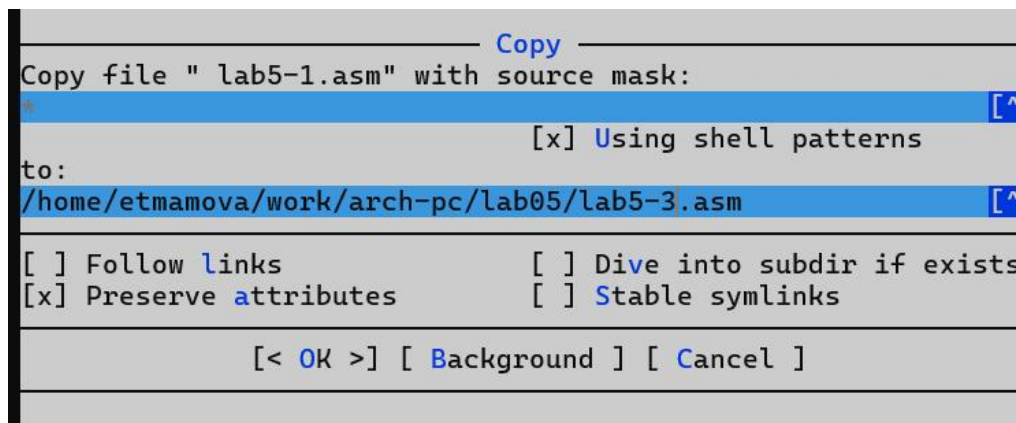 Copy
Copy file " lab5-1.asm" with source mask:
* [^
[x] Using shell patterns
to:
/home/etmamova/work/arch-pc/lab05/lab5-3.asm [^
[ ] Follow links [ ] Dive into subdir if exists
[x] Preserve attributes [ ] Stable symlinks
[< OK >] [ Background ] [ Cancel ]